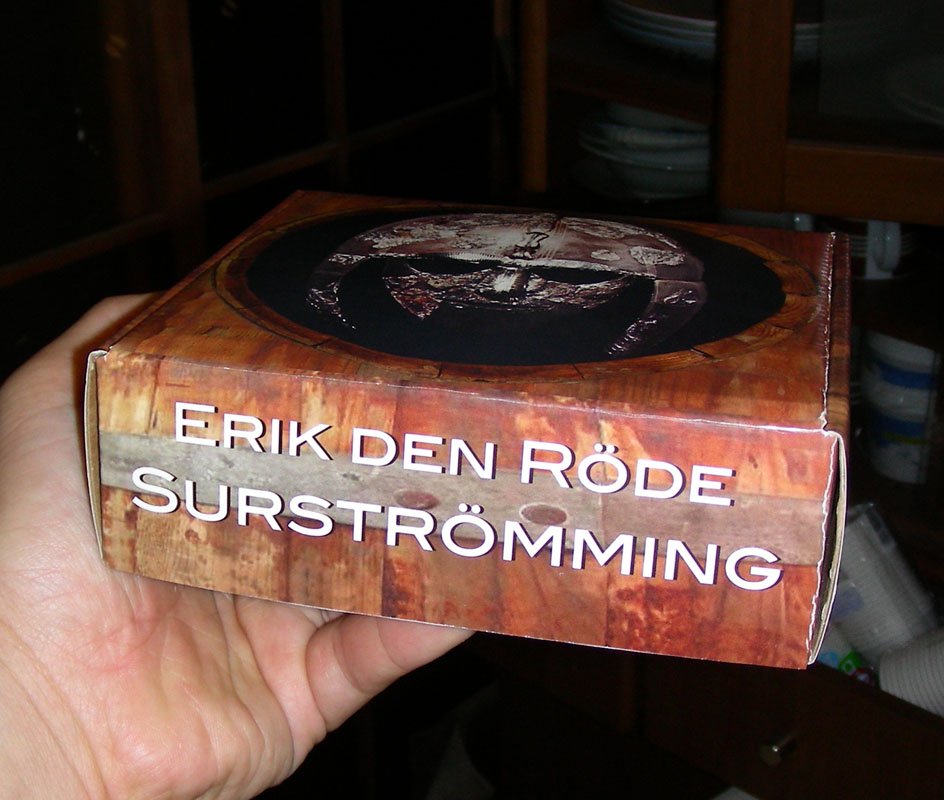 Erik den Röde
Surströmming